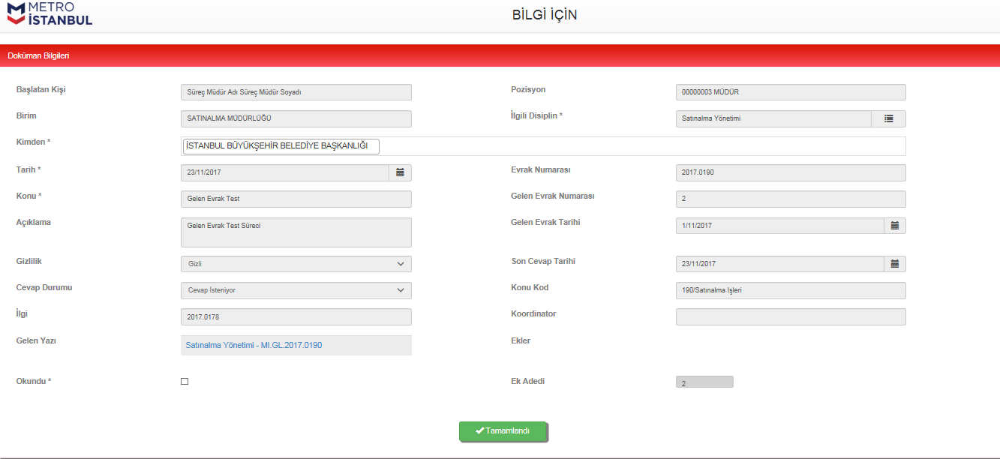 METRO
İSTANBUL
BİLGİ İÇİN
Doküman Bilgileri
Başlatan Kişi
Süreç Müdür Adı Süreç Müdür Soyadı
Pozisyon
00000003 MÜDÜR
Birim
SATINALMA MÜDÜRLÜĞÜ
İlgili Disiplin *
Satınalma Yönetimi
Kimden *
İSTANBUL BÜYÜKŞEHİR BELEDİYE BAŞKANLIĞI
Tarih *
23/11/2017
Evrak Numarası
2017.0190
Konu *
Gelen Evrak Test
Gelen Evrak Numarası
2
Açıklama
Gelen Evrak Test Süreci
Gelen Evrak Tarihi
1/11/2017
Gizlilik
Gizli
Son Cevap Tarihi
23/11/2017
Cevap Durumu
Cevap İsteniyor
Konu Kod
190/Satınalma İşleri
İlgi
2017.0178
Koordinator
Gelen Yazı
Satınalma Yönetimi - MI.GL.2017.0190
Ekler
Okundu *
Ek Adedi
2
Tamamlandı